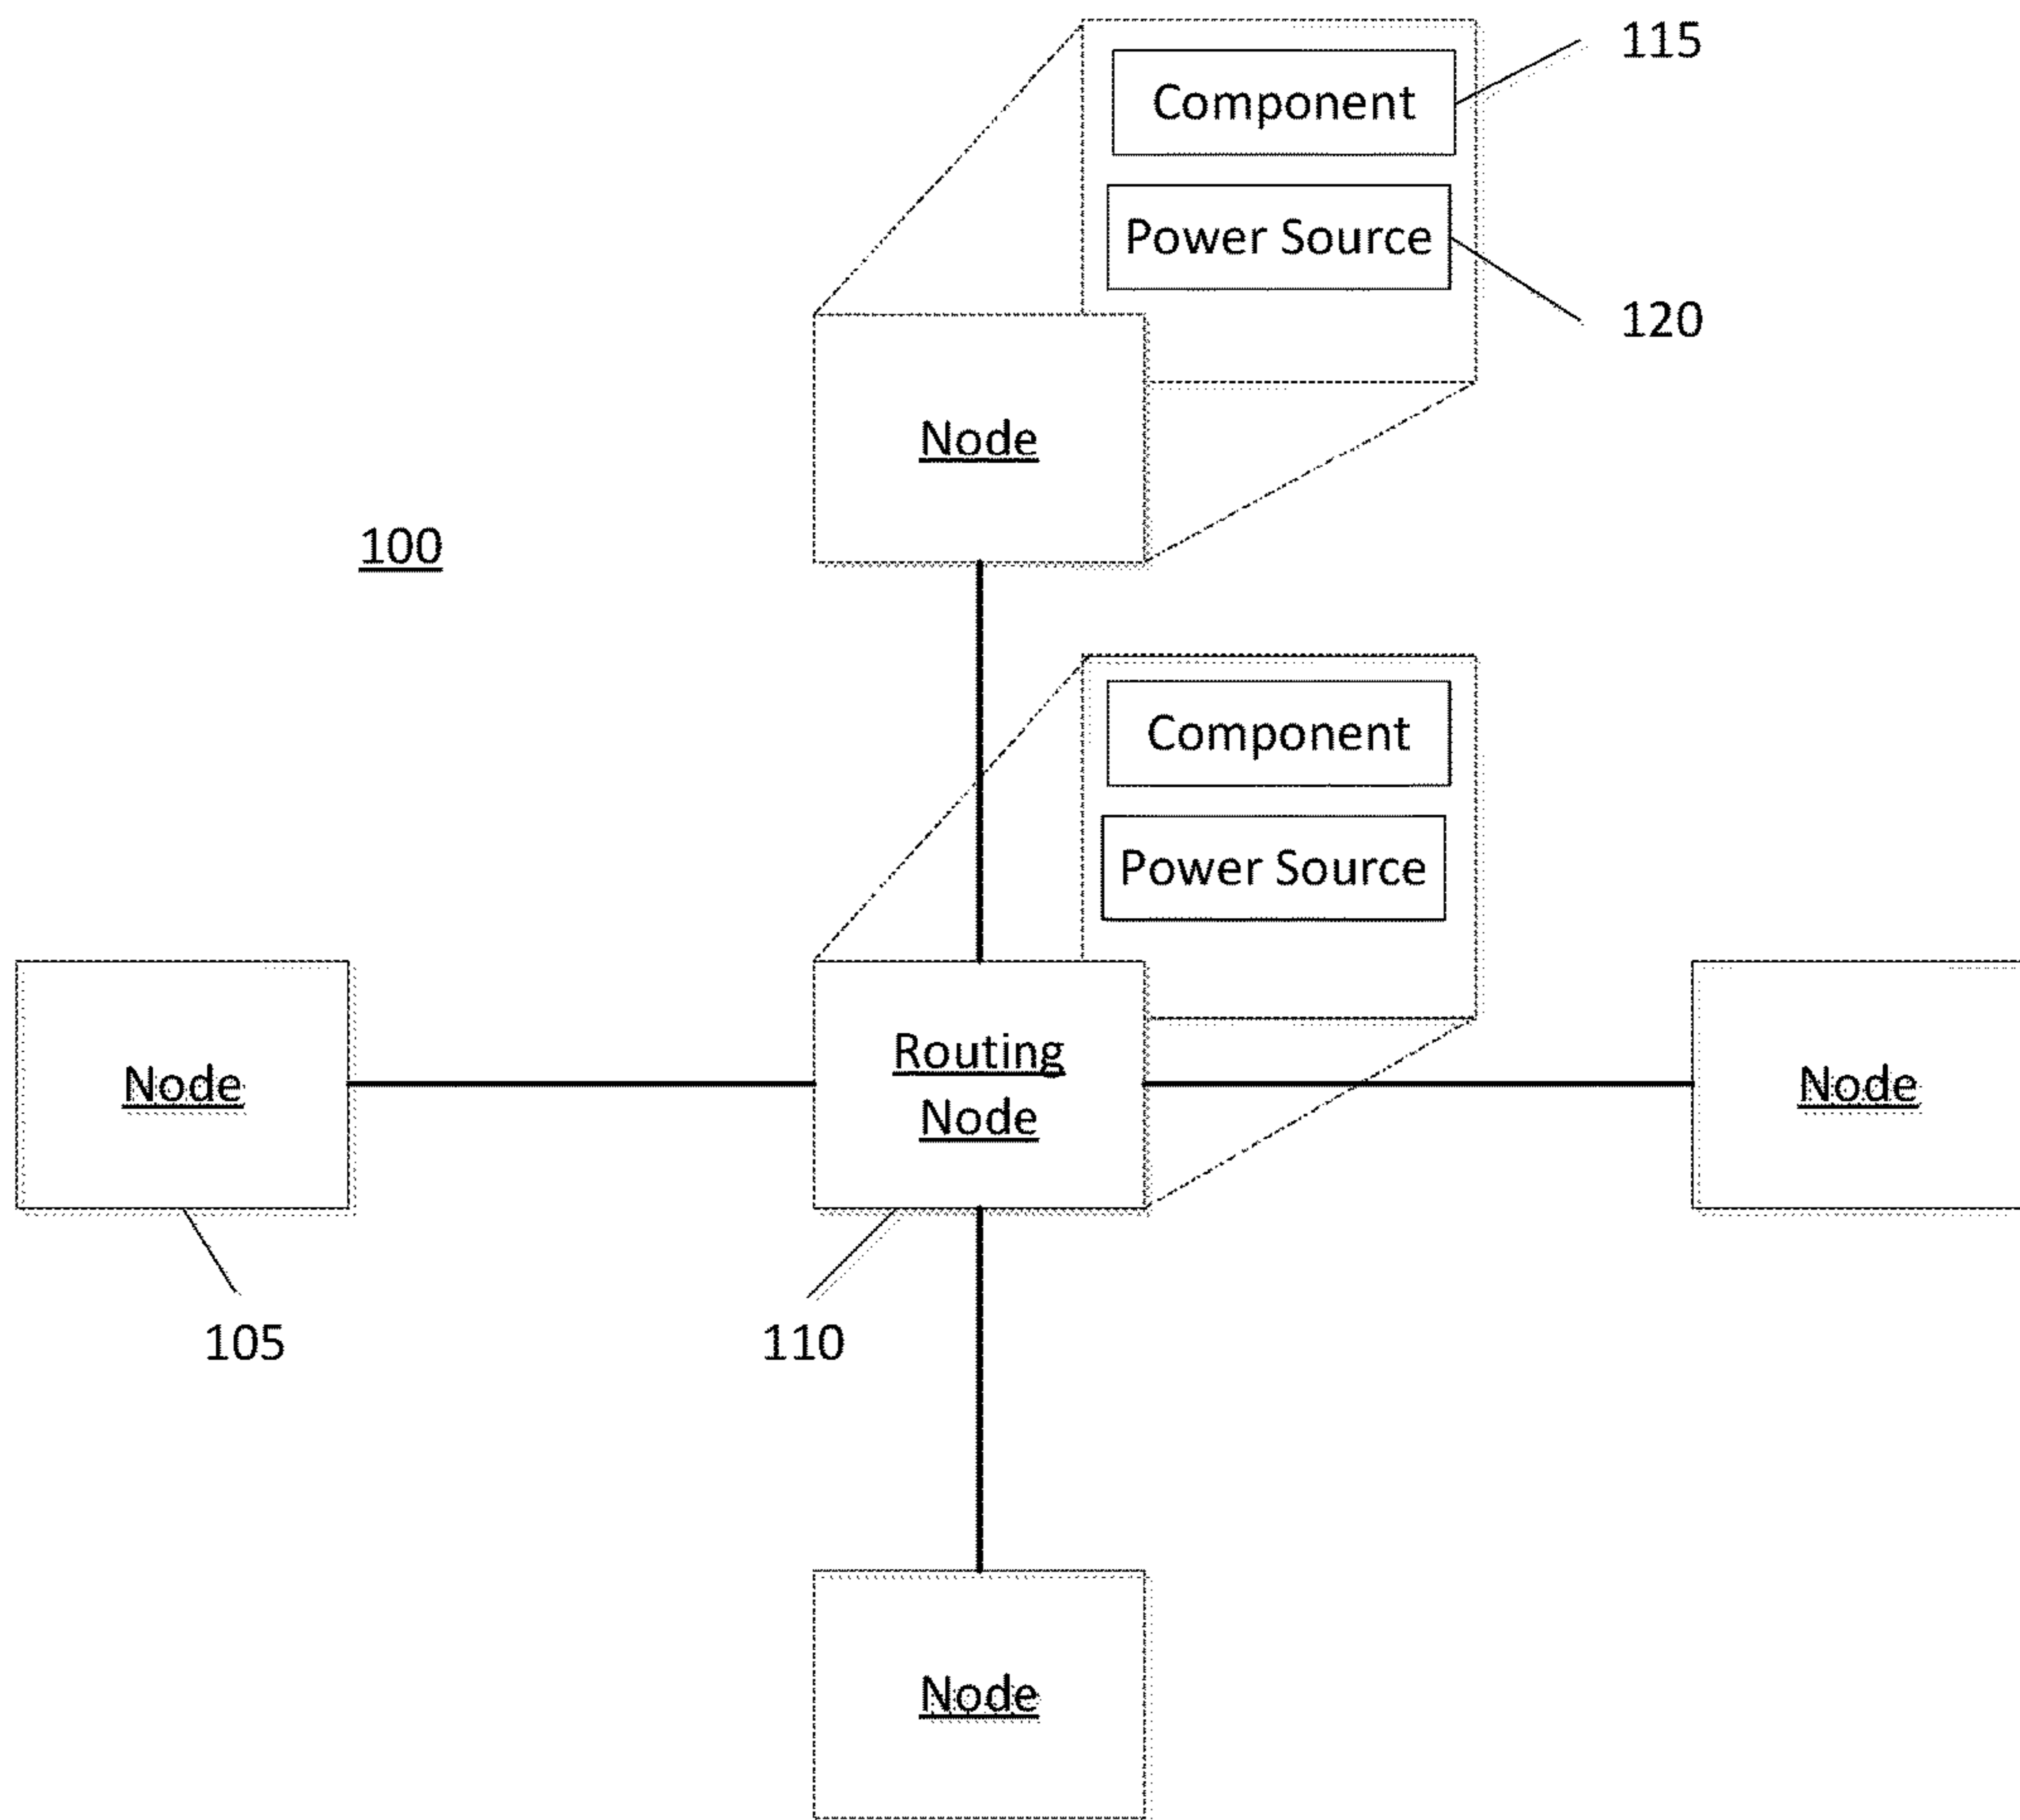 115
Component
Power Source
120
Node
100
Component
Power Source
Node
Routing
Node
Node
105
110
Node